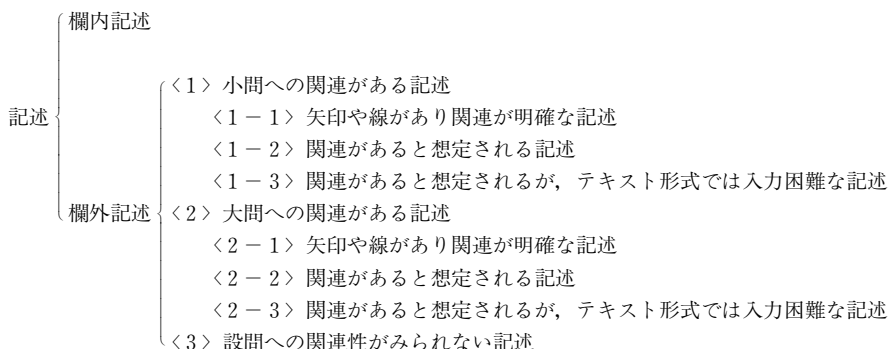 欄内記述
〈1〉小問への関連がある記述
記述
〈1－1〉矢印や線があり関連が明確な記述
〈1－2〉関連があると想定される記述
〈1－3〉関連があると想定されるが，テキスト形式では入力困難な記述
欄外記述
〈2〉大問への関連がある記述
〈2－1〉矢印や線があり関連が明確な記述
〈2－2〉関連があると想定される記述
〈2－3〉関連があると想定されるが，テキスト形式では入力困難な記述
〈3〉設問への関連性がみられない記述